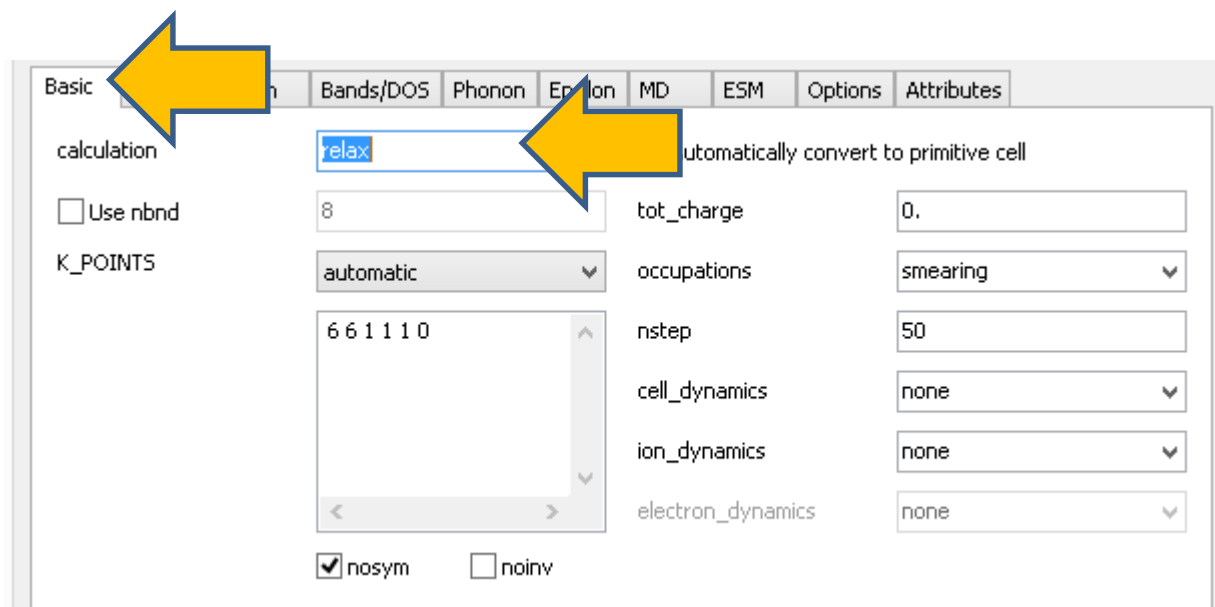 Basic Bands/DOS Phonon MD ESM Options Attributes
calculation relax utomatically convert to primitive cell
Use nbnd 8 tot_charge 0.
K_POINTS automatic occupations smearing
6 6 1 1 1 0 nstep 50
cell_dynamics none
ion_dynamics none
electron_dynamics none
nosym noinv